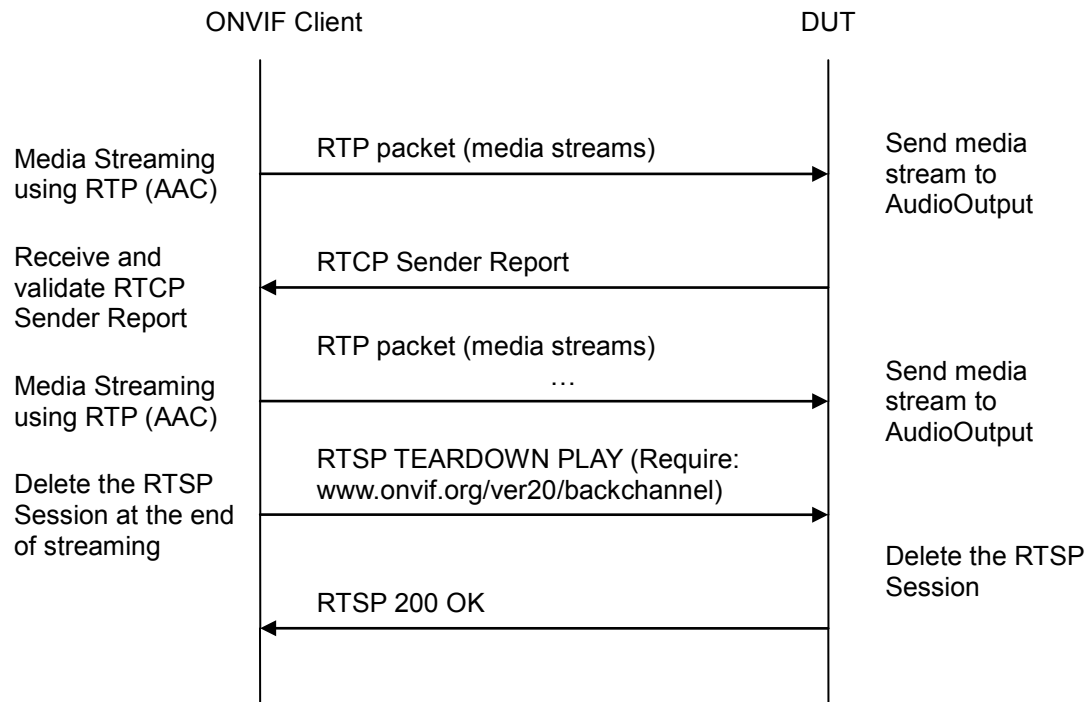 ONVIF Client
DUT
Media Streaming
using RTP (AAC)
RTP packet (media streams)
Send media
stream to
AudioOutput
Receive and
validate RTCP
Sender Report
RTCP Sender Report
RTP packet (media streams)
…
Media Streaming
using RTP (AAC)
Send media
stream to
AudioOutput
RTSP TEARDOWN PLAY (Require:
www.onvif.org/ver20/backchannel)
Delete the RTSP
Session at the end
of streaming
Delete the RTSP
Session
RTSP 200 OK